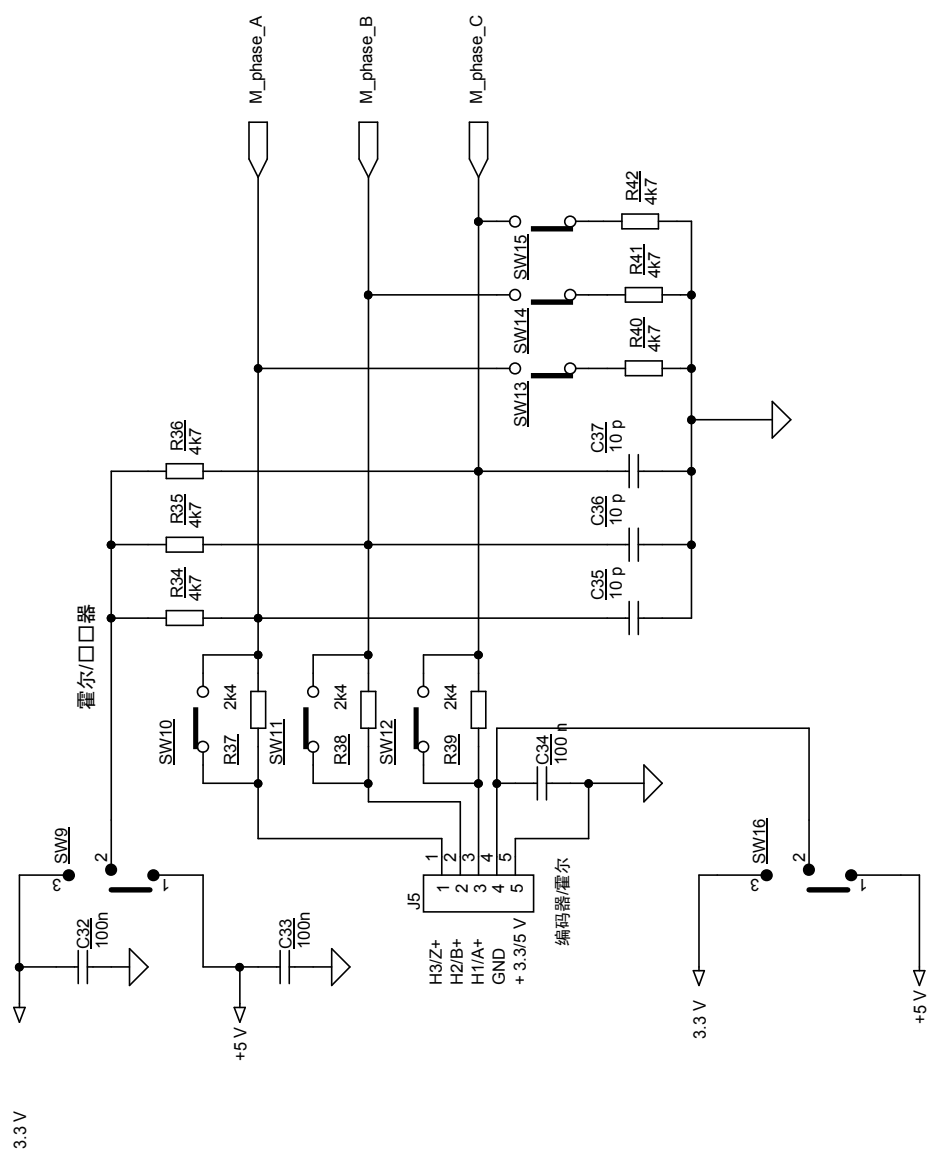 M_phase_A
M_phase_B
M_phase_C
R42
4k7
R41
4k7
R40
4k7
SW15
SW14
SW13
R36
4k7
R35
4k7
R34
4k7
C37
10 p
C36
10 p
C35
10 p
霍尔/口口器
SW10
2k4
R37
SW11
2k4
R38
SW12
2k4
R39
C34
100 n
SW9
3
2
1
C32
100n
C33
100n
3.3 V
+5 V
J5
1
2
3
4
5
1
2
3
4
5
H3/Z+
H2/B+
H1/A+
GND
+ 3.3/5 V
编码器/霍尔
SW16
3
2
1
3.3 V
+5 V